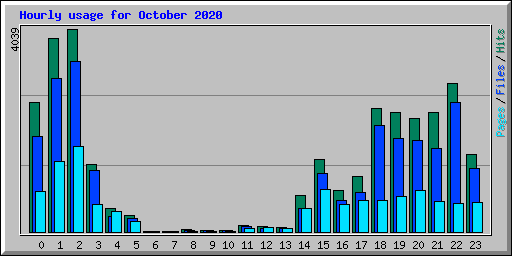 Hourly usage for October 2020
4039
Pages / Files / Hits
0 1 2 3 4 5 6 7 8 9 10 11 12 13 14 15 16 17 18 19 20 21 22 23